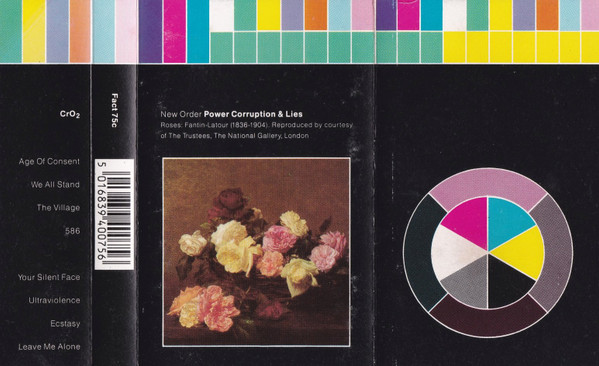 CrO2
Age Of Consent
We All Stand
The Village
586
Your Silent Face
Ultraviolence
Ecstasy
Leave Me Alone
Fact 75c
5 016839 400756
New Order Power Corruption & Lies
Roses: Fantin-Latour (1836-1904). Reproduced by courtesy
of The Trustees, The National Gallery, London